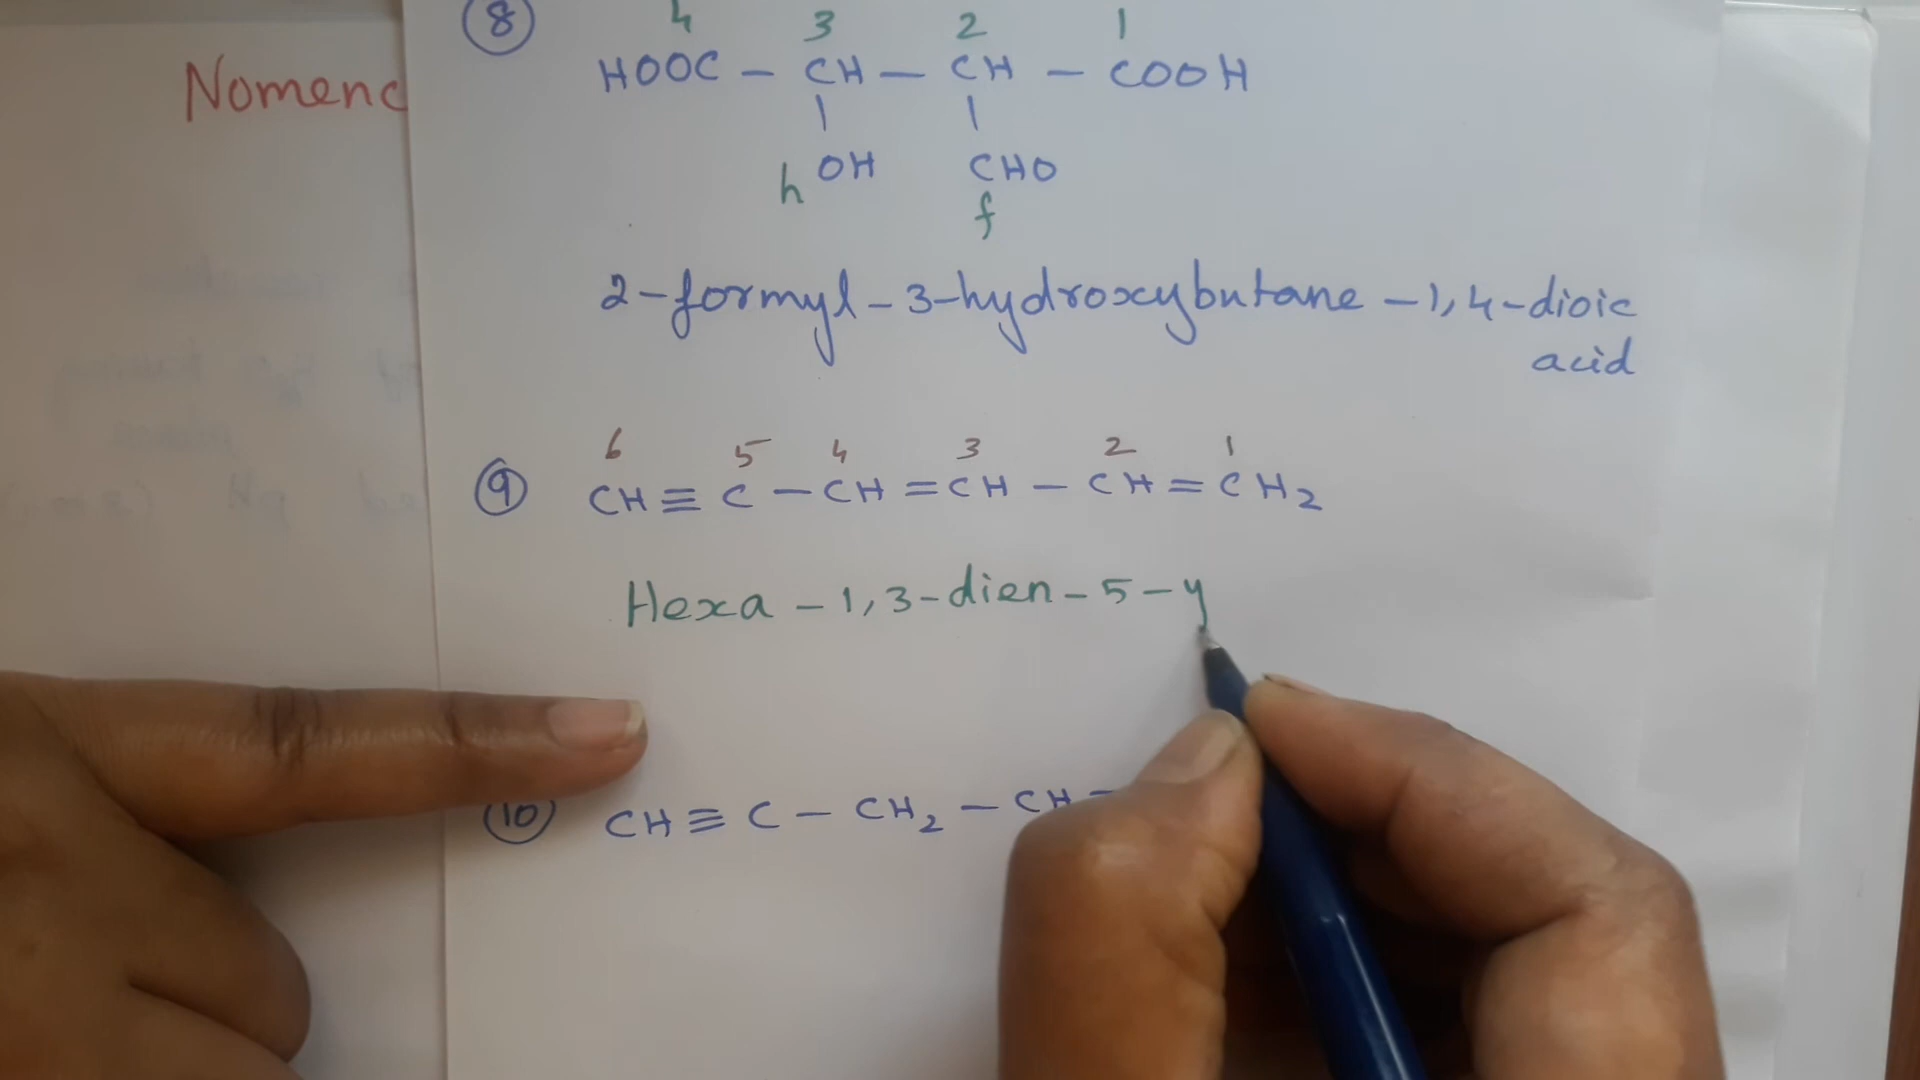 Nomenc
8
4 3 2 1
HOOC - CH - CH - COOH
| |
h OH CHO
f
2-formyl-3-hydroxybutane-1,4-dioic
acid
6 5 4 3 2 1
9 CH≡C-CH=CH-CH=CH2
Hexa-1,3-dien-5-y
10 CH≡C-CH2-CH-